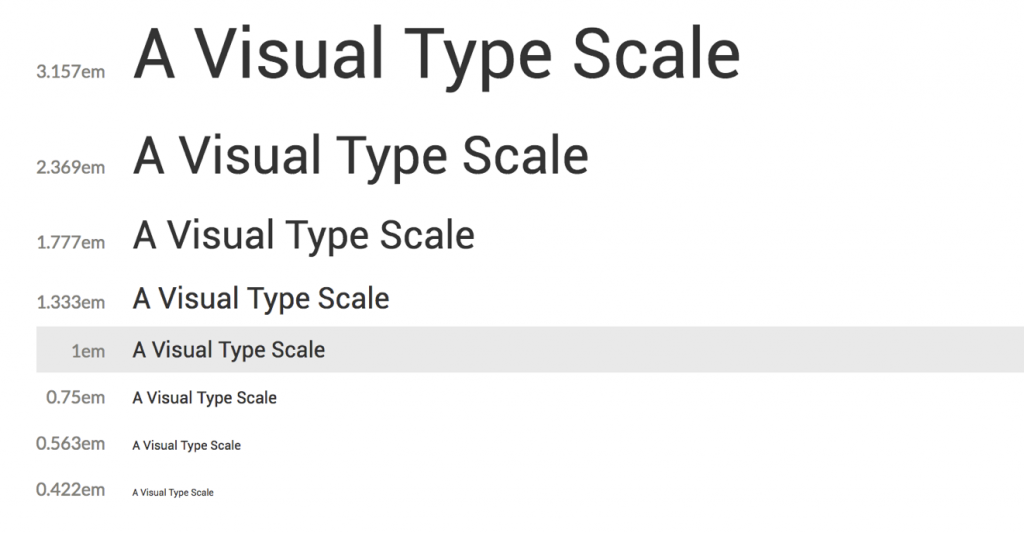 3.157em A Visual Type Scale
2.369em A Visual Type Scale
1.777em A Visual Type Scale
1.333em A Visual Type Scale
1em A Visual Type Scale
0.75em A Visual Type Scale
0.563em A Visual Type Scale
0.422em A Visual Type Scale